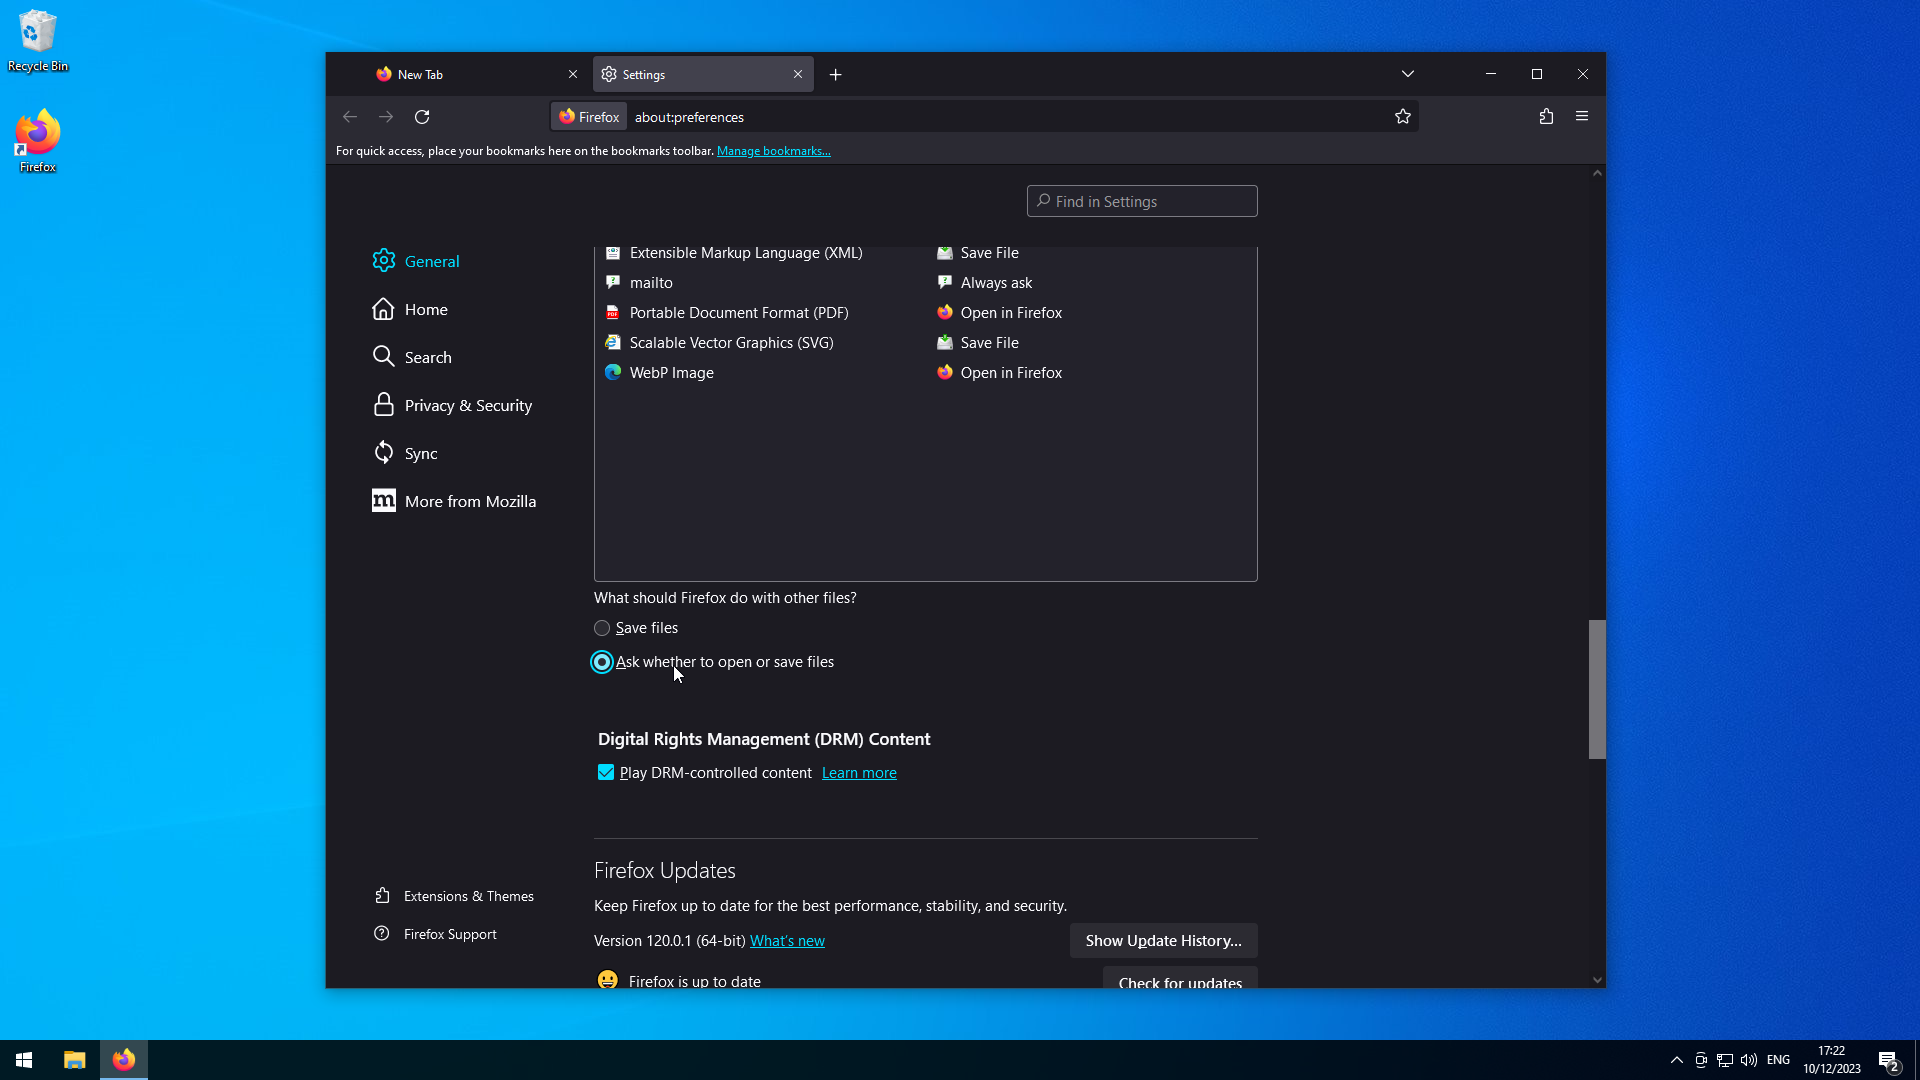 Recycle Bin
Firefox
New Tab
Settings
Firefox
about:preferences
For quick access, place your bookmarks here on the bookmarks toolbar. Manage bookmarks...
Find in Settings
General
Home
Search
Privacy & Security
Sync
More from Mozilla
Extensions & Themes
Firefox Support
Extensible Markup Language (XML) Save File
mailto Always ask
Portable Document Format (PDF) Open in Firefox
Scalable Vector Graphics (SVG) Save File
WebP Image Open in Firefox
What should Firefox do with other files?
Save files
Ask whether to open or save files
Digital Rights Management (DRM) Content
Play DRM-controlled content Learn more
Firefox Updates
Keep Firefox up to date for the best performance, stability, and security.
Version 120.0.1 (64-bit) What's new
Show Update History...
Firefox is up to date
Check for updates
ENG
17:22
10/12/2023
2